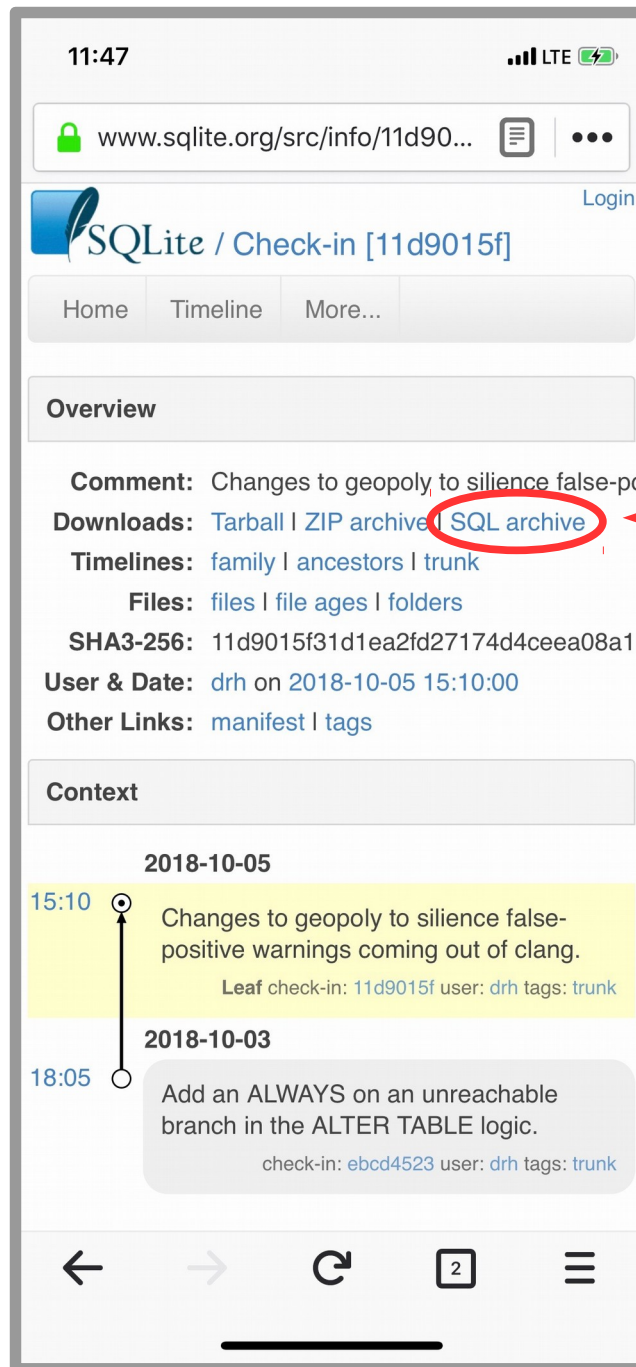 11:47 LTE
www.sqlite.org/src/info/11d90...
Login
SQLite / Check-in [11d9015f]
Home Timeline More...
Overview
Comment: Changes to geopoly to silience false-po
Downloads: Tarball | ZIP archive | SQL archive
Timelines: family | ancestors | trunk
Files: files | file ages | folders
SHA3-256: 11d9015f31d1ea2fd27174d4ceea08a1
User & Date: drh on 2018-10-05 15:10:00
Other Links: manifest | tags
Context
2018-10-05
15:10 Changes to geopoly to silience false-
positive warnings coming out of clang.
Leaf check-in: 11d9015f user: drh tags: trunk
2018-10-03
18:05 Add an ALWAYS on an unreachable
branch in the ALTER TABLE logic.
check-in: ebcd4523 user: drh tags: trunk
2